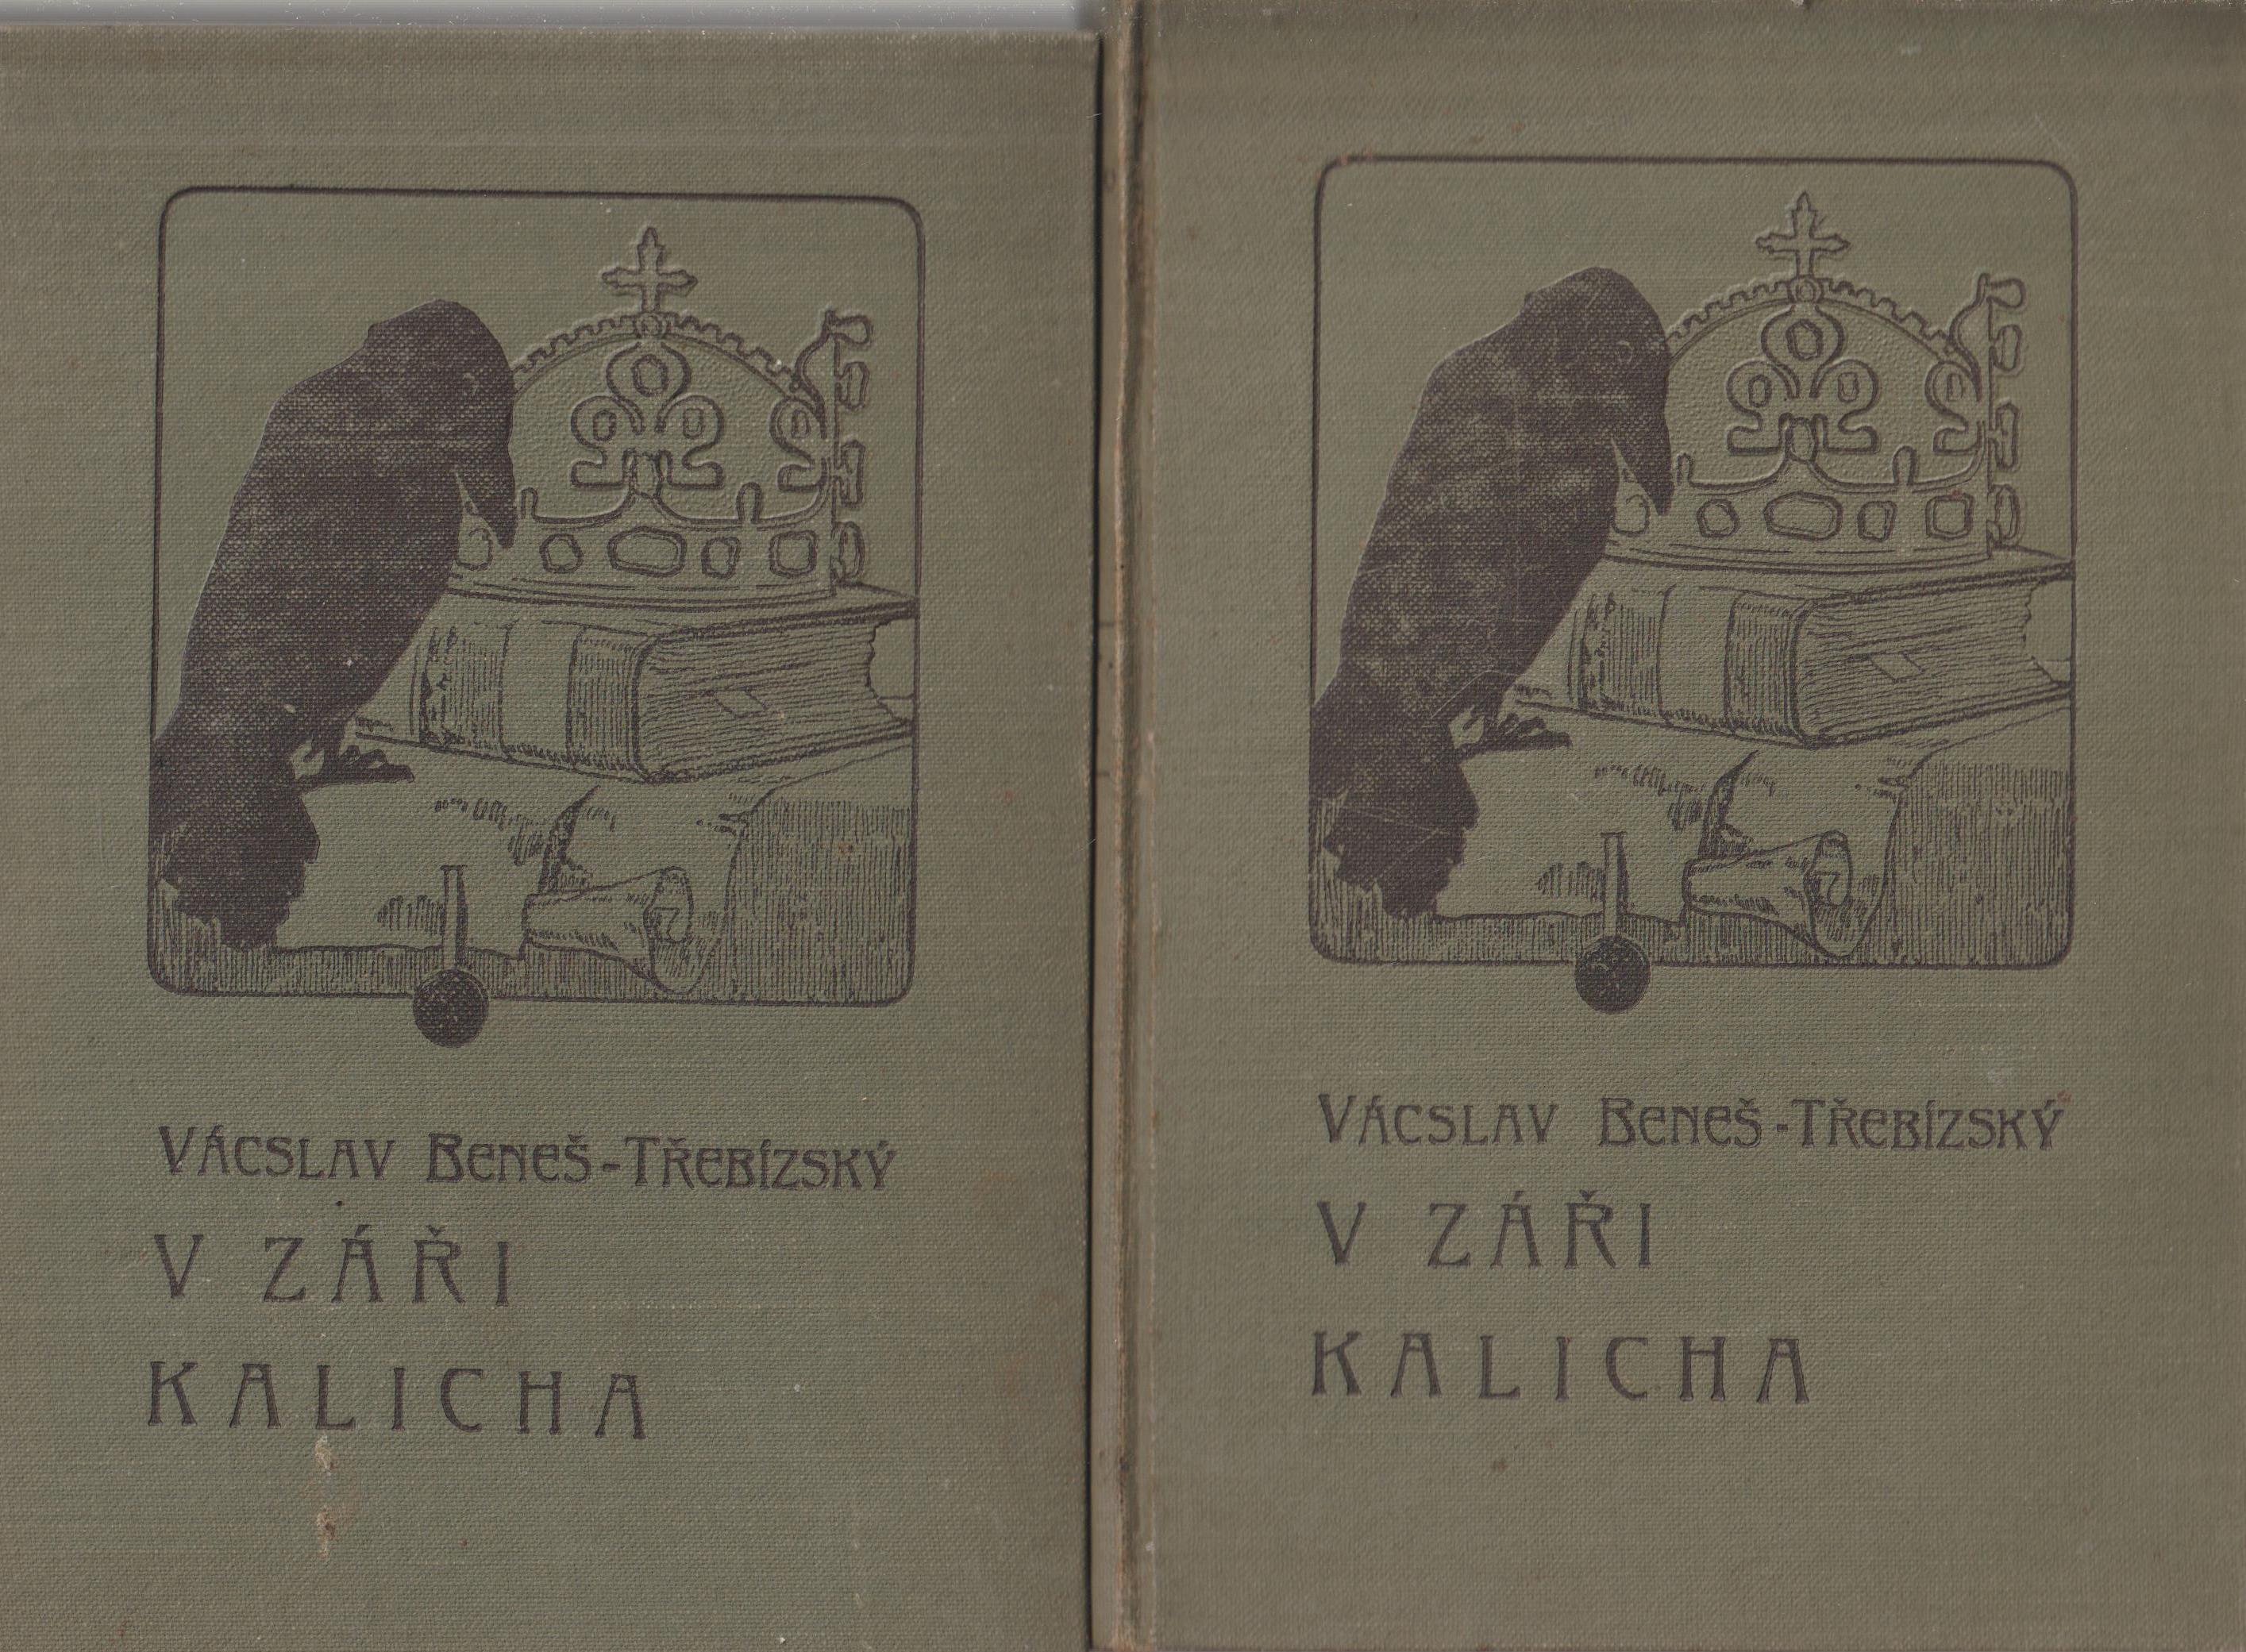 VÁCSLAV BENEŠ-TŘEBÍZSKÝ
V ZÁŘI
KALICHA
VÁCSLAV BENEŠ-TŘEBÍZSKÝ
V ZÁŘI
KALICHA